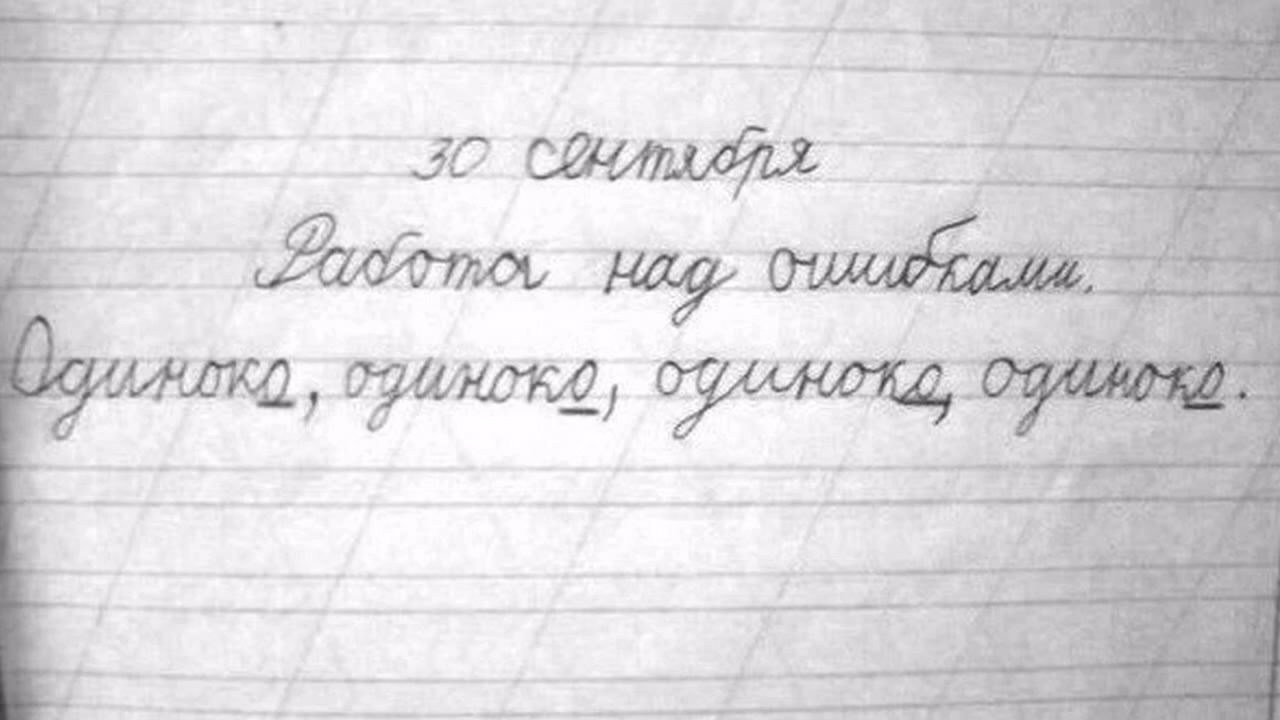 30 сентября
Работа над ошибками.
Одиноко, одиноко, одиноко, одиноко.